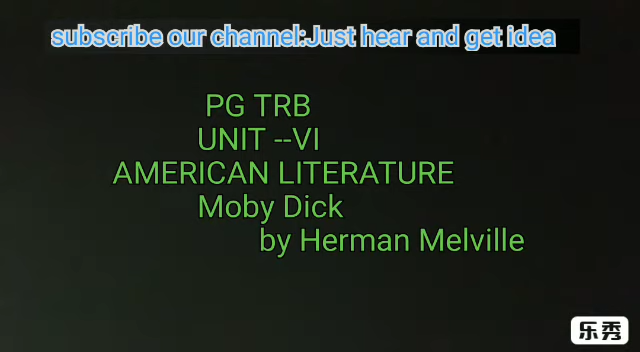 subscribe our channel:Just hear and get idea
PG TRB
UNIT --VI
AMERICAN LITERATURE
Moby Dick
by Herman Melville
乐秀